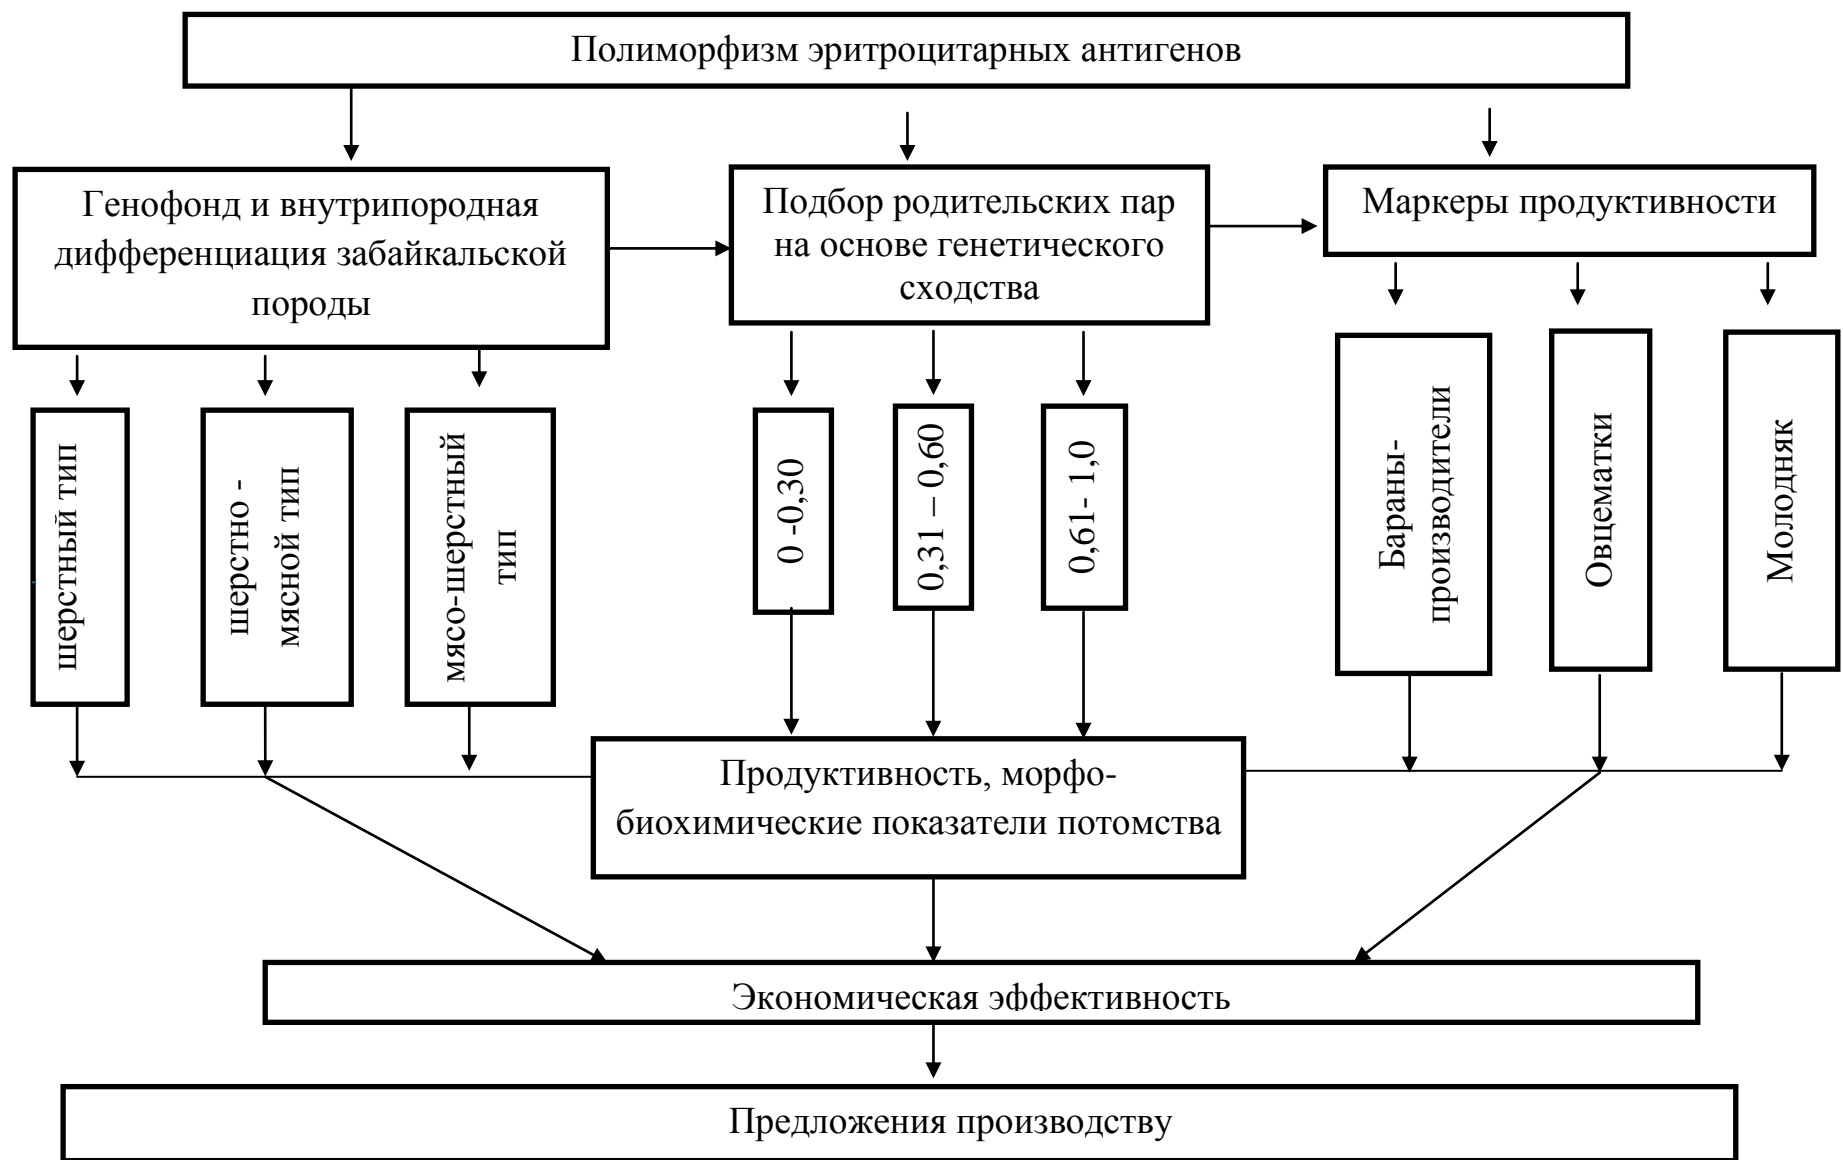 Полиморфизм эритроцитарных антигенов
Генофонд и внутрипородная
дифференциация забайкальской
породы
Подбор родительских пар
на основе генетического
сходства
Маркеры продуктивности
шерстный тип
шерстно -
мясной тип
мясо-шерстный
тип
0 -0,30
0,31 – 0,60
0,61- 1,0
Бараны-
производители
Овцематки
Молодняк
Продуктивность, морфо-
биохимические показатели потомства
Экономическая эффективность
Предложения производству